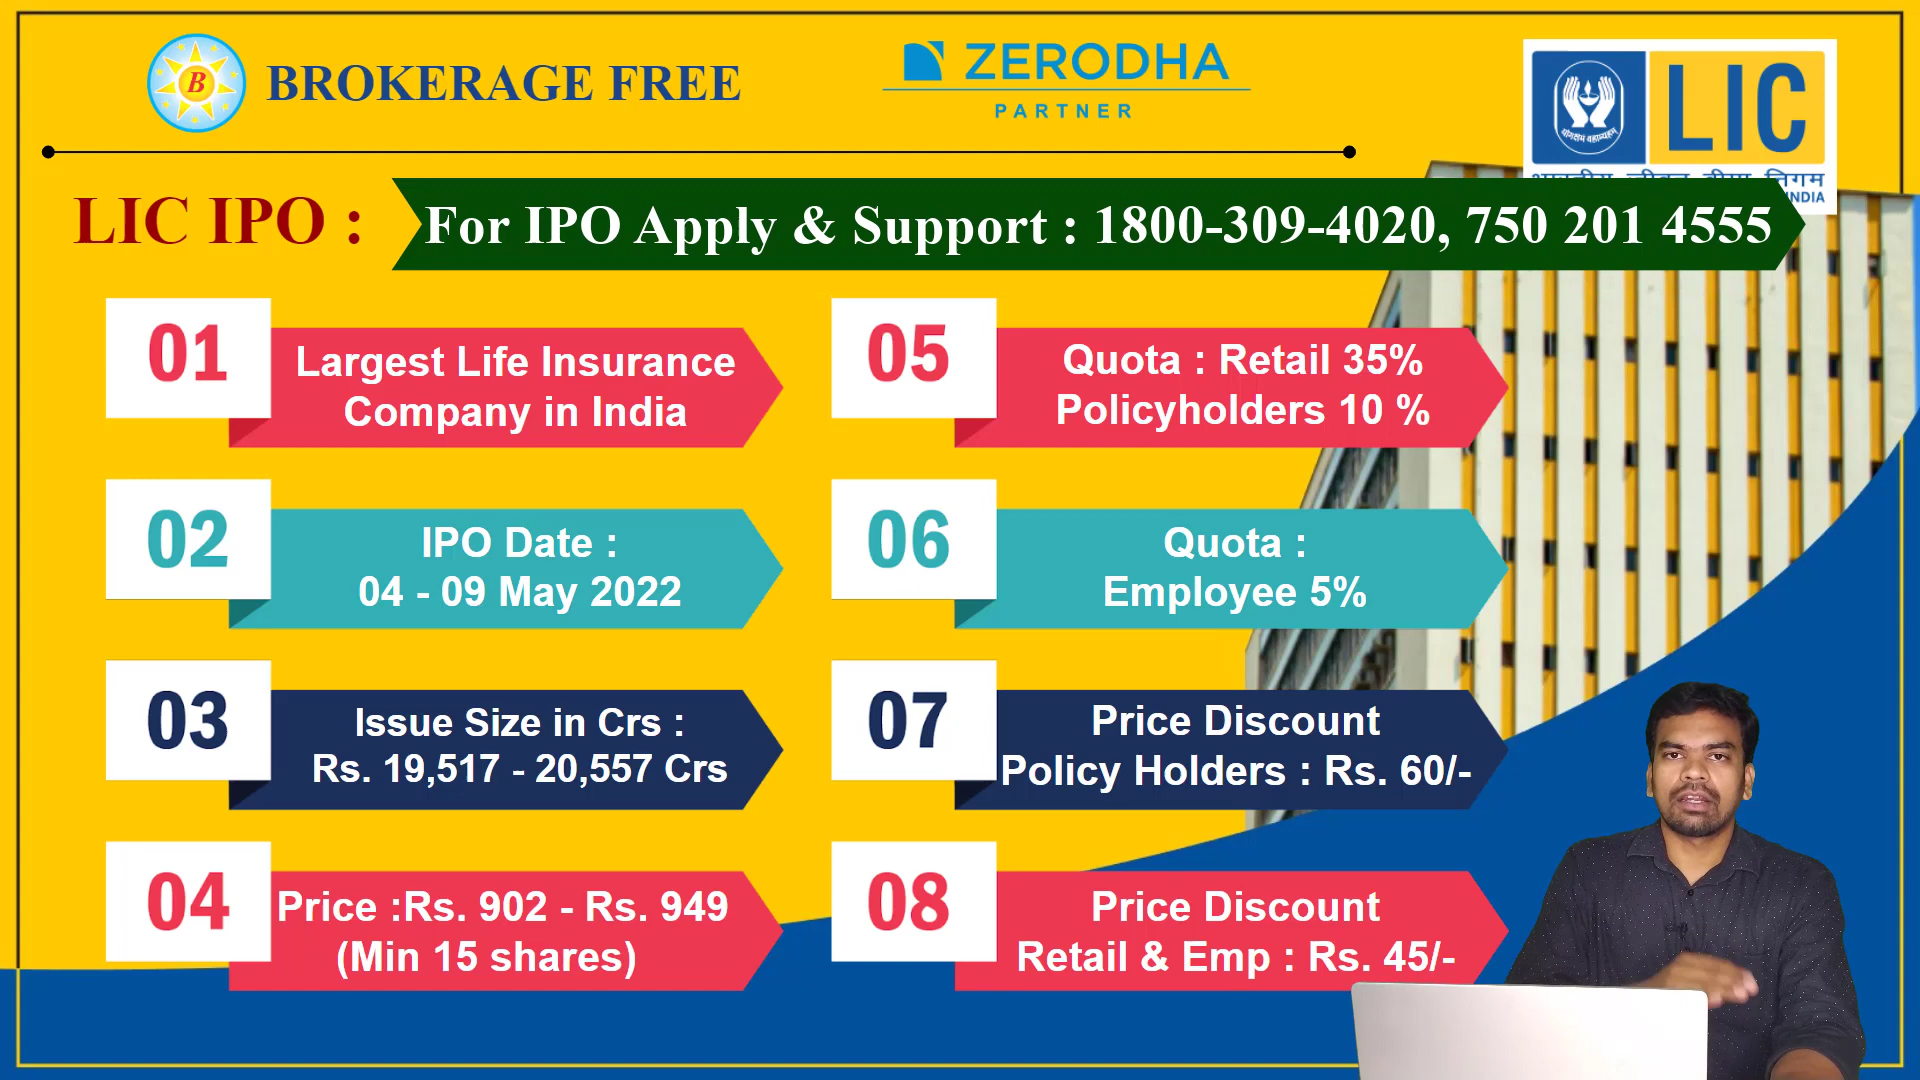 B
BROKERAGE FREE
ZERODHA
PARTNER
LIC
LIC IPO :
For IPO Apply & Support : 1800-309-4020, 750 201 4555
INDIA
01
Largest Life Insurance
Company in India
02
IPO Date :
04 - 09 May 2022
03
Issue Size in Crs :
Rs. 19,517 - 20,557 Crs
04
Price :Rs. 902 - Rs. 949
(Min 15 shares)
05
Quota : Retail 35%
Policyholders 10 %
06
Quota :
Employee 5%
07
Price Discount
Policy Holders : Rs. 60/-
08
Price Discount
Retail & Emp : Rs. 45/-